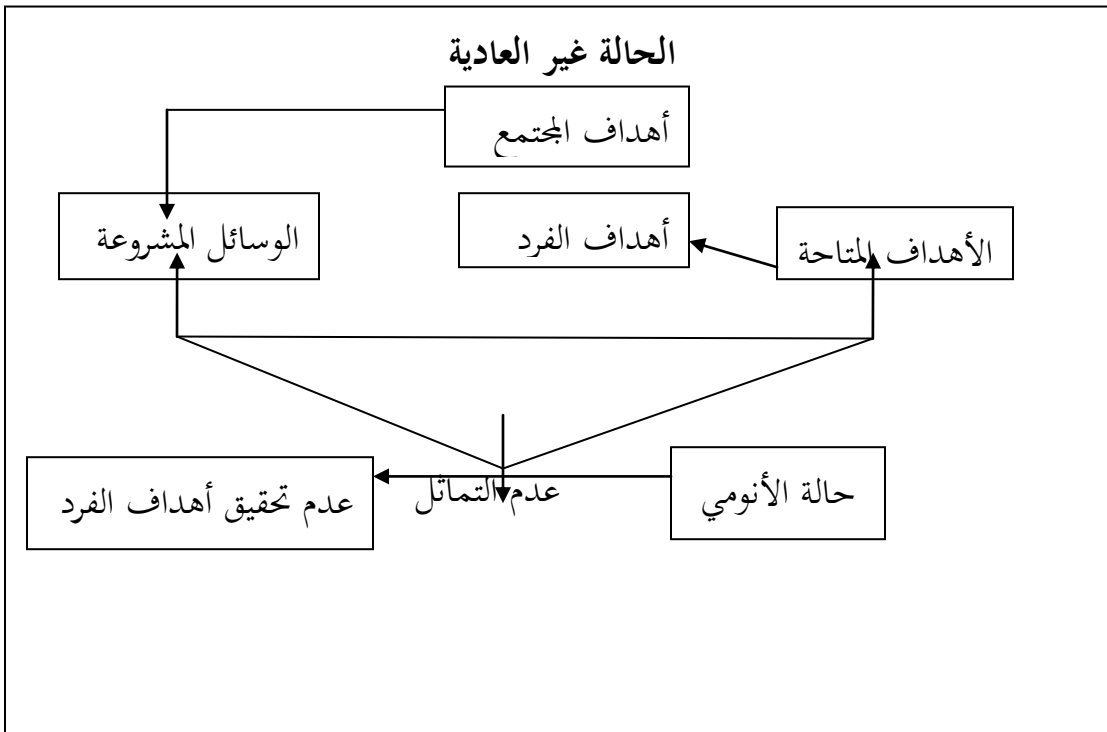 الحالة غير العادية
أهداف المجتمع
الأهداف المتاحة
أهداف الفرد
الوسائل المشروعة
حالة الأنومي
عدم التماثل
عدم تحقيق أهداف الفرد